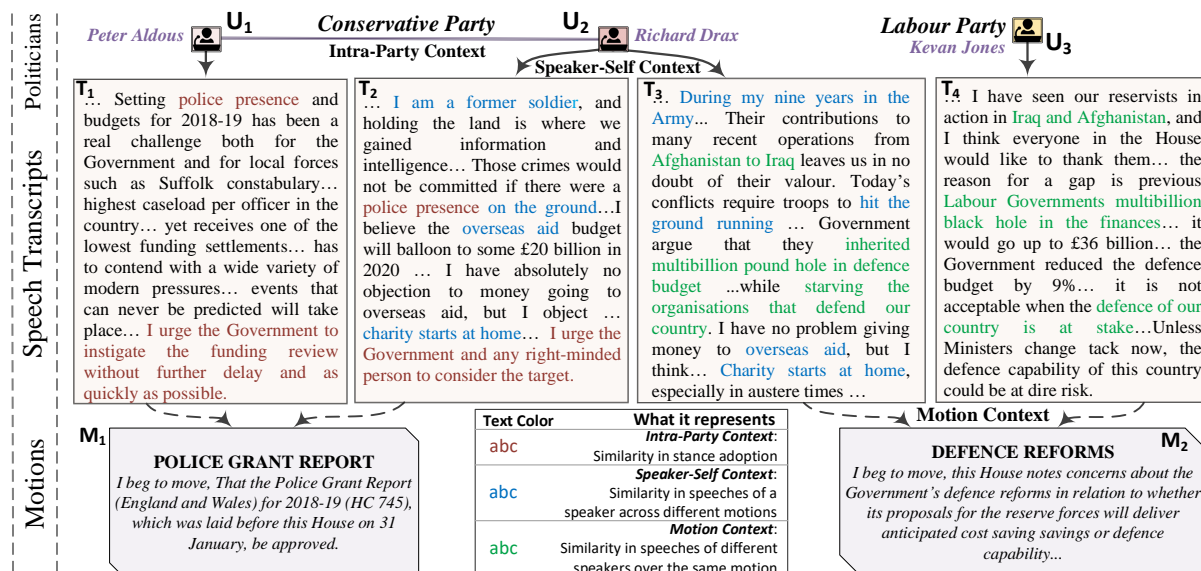 Politicians
Speech Transcripts
Motions
Conservative Party
Labour Party
Peter Aldous
U1
U2
Richard Drax
Kevan Jones
U3
Intra-Party Context
Speaker-Self Context
T1
… Setting police presence and
budgets for 2018-19 has been a
real challenge both for the
Government and for local forces
such as Suffolk constabulary…
highest caseload per officer in the
country… yet receives one of the
lowest funding settlements… has
to contend with a wide variety of
modern pressures… events that
can never be predicted will take
place… I urge the Government to
instigate the funding review
without further delay and as
quickly as possible.
T2
… I am a former soldier, and
holding the land is where we
gained information and
intelligence… Those crimes would
not be committed if there were a
police presence on the ground…I
believe the overseas aid budget
will balloon to some £20 billion in
2020 … I have absolutely no
objection to money going to
overseas aid, but I object …
charity starts at home… I urge the
Government and any right-minded
person to consider the target.
T3
… During my nine years in the
Army... Their contributions to
many recent operations from
Afghanistan to Iraq leaves us in no
doubt of their valour. Today's
conflicts require troops to hit the
ground running … Government
argue that they inherited
multibillion pound hole in defence
budget ...while starving the
organisations that defend our
country. I have no problem giving
money to overseas aid, but I
think… Charity starts at home,
especially in austere times …
T4
… I have seen our reservists in
action in Iraq and Afghanistan, and
I think everyone in the House
would like to thank them… the
reason for a gap is previous
Labour Governments multibillion
black hole in the finances… it
would go up to £36 billion… the
Government reduced the defence
budget by 9%… it is not
acceptable when the defence of our
country is at stake…Unless
Ministers change tack now, the
defence capability of this country
could be at dire risk.
Motion Context
M1
POLICE GRANT REPORT
I beg to move, That the Police Grant Report
(England and Wales) for 2018-19 (HC 745),
which was laid before this House on 31
January, be approved.
Text Color What it represents
abc
Intra-Party Context:
Similarity in stance adoption
abc
Speaker-Self Context:
Similarity in speeches of a
speaker across different motions
abc
Motion Context:
Similarity in speeches of different
speakers over the same motion
M2
DEFENCE REFORMS
I beg to move, this House notes concerns about the
Government's defence reforms in relation to whether
its proposals for the reserve forces will deliver
anticipated cost saving savings or defence
capability...